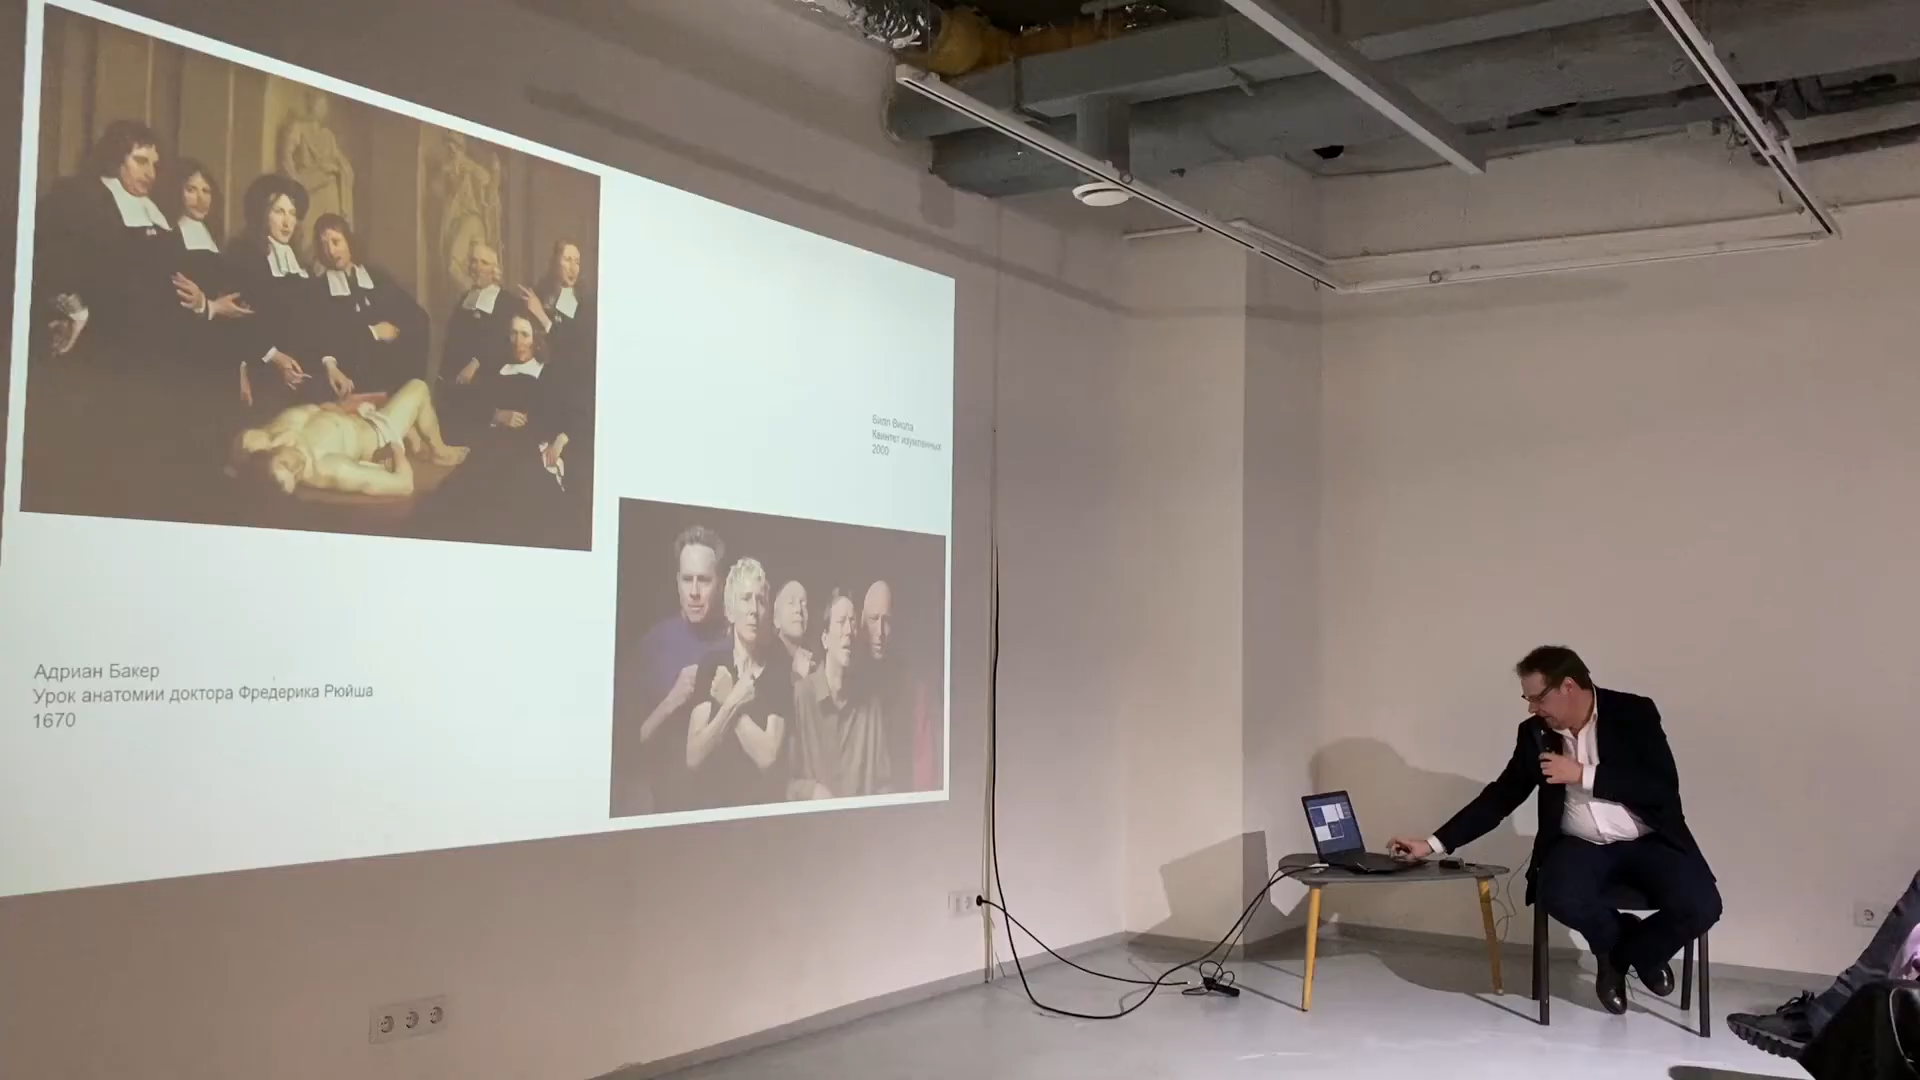 Билл Виола
Квинтет изумленных
2000
Адриан Бакер
Урок анатомии доктора Фредерика Рюйша
1670